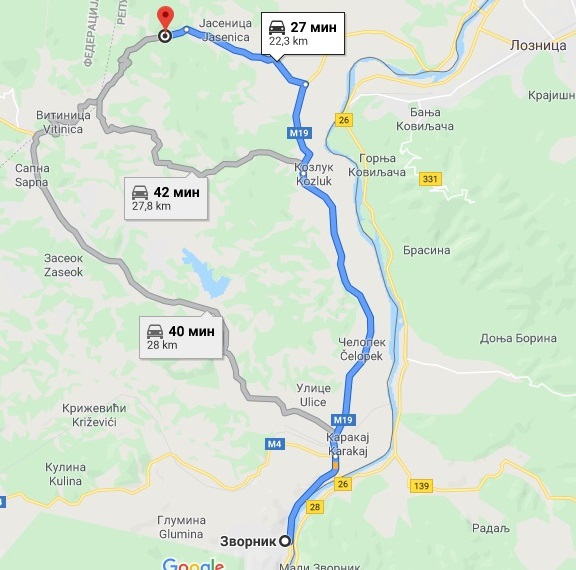 ФЕДЕРАЦИЈ
РЕПУ
Јасеница
Jasenica
27 мин
22,3 km
Лозница
Крајишн
Витиница
Vitinica
M19
26
Бања
Ковиљача
Сапна
Sapna
Козлук
Kozluk
Горња
Ковиљача
331
42 мин
27,8 km
Засеок
Zaseok
Брасина
40 мин
28 km
Челопек
Čelopek
Доња Борина
Улице
Ulice
Крижевићи
Križevići
M19
Каракај
Karakaj
M4
Кулина
Kulina
26
139
28
Глумина
Glumina
Радаљ
Зворник
Google
Мали Зворник